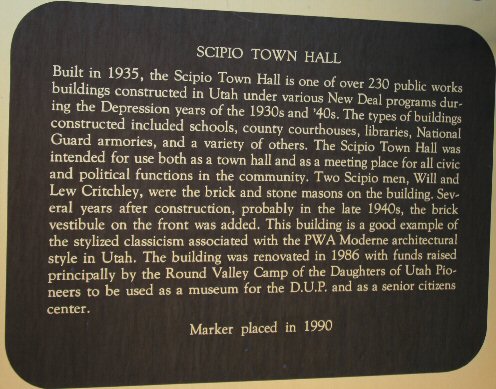 SCIPIO TOWN HALL
Built in 1935, the Scipio Town Hall is one of over 230 public works
buildings constructed in Utah under various New Deal programs dur-
ing the Depression years of the 1930s and '40s. The types of buildings
constructed included schools, county courthouses, libraries, National
Guard armories, and a variety of others. The Scipio Town Hall was
intended for use both as a town hall and as a meeting place for all civic
and political functions in the community. Two Scipio men, Will and
Lew Critchley, were the brick and stone masons on the building. Sev-
eral years after construction, probably in the late 1940s, the brick
vestibule on the front was added. This building is a good example of
the stylized classicism associated with the PWA Moderne architectural
style in Utah. The building was renovated in 1986 with funds raised
principally by the Round Valley Camp of the Daughters of Utah Pio-
neers to be used as a museum for the D.U.P. and as a senior citizens
center.
Marker placed in 1990